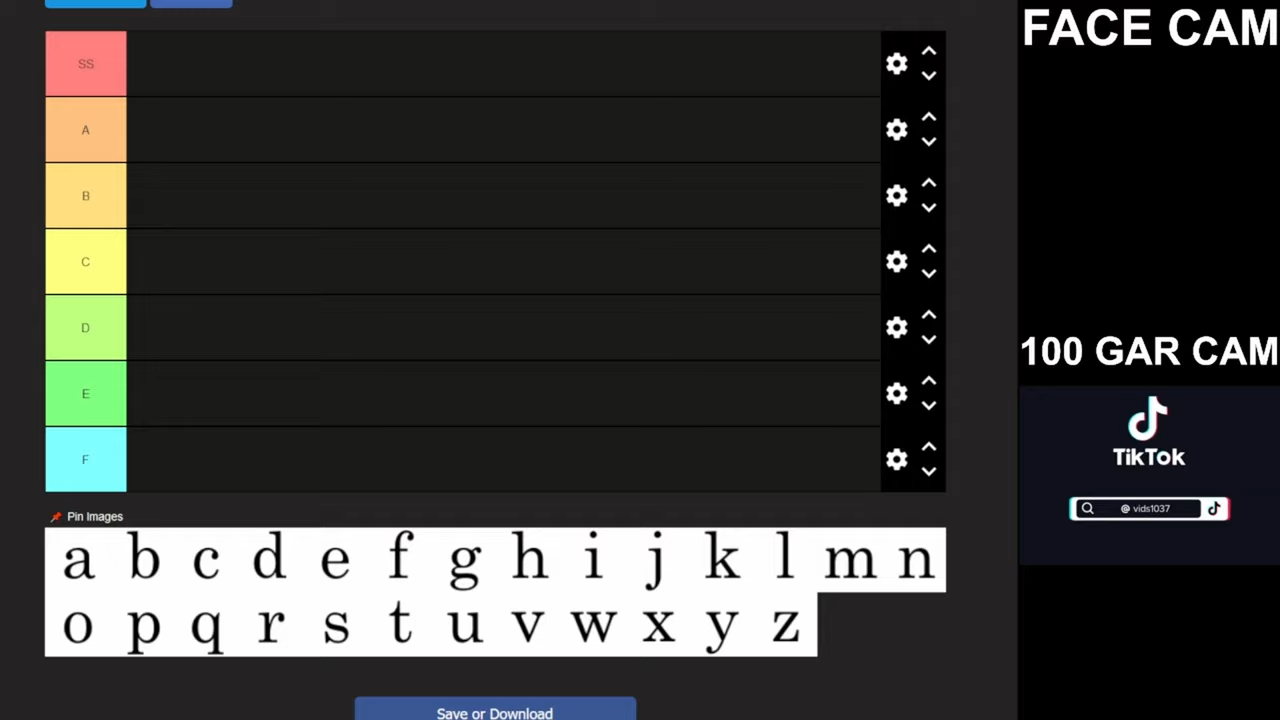 FACE CAM
SS
A
B
C
D
E
F
100 GAR CAM
TikTok
@ vids1037
Pin Images
a b c d e f g h i j k l m n
o p q r s t u v w x y z
Save or Download